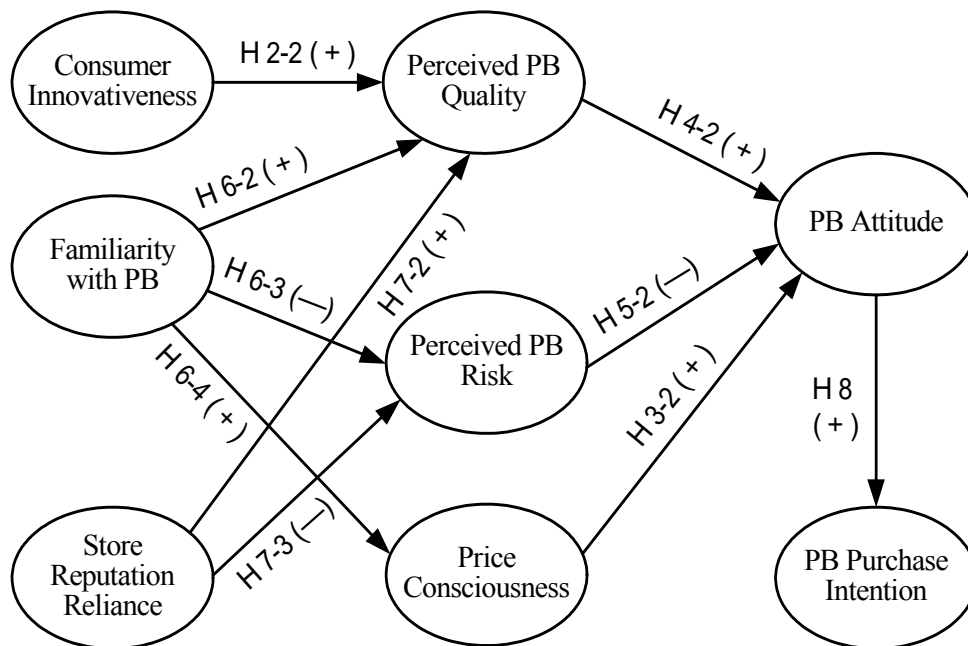 Consumer
Innovativeness
H 2-2 ( + )
Perceived PB
Quality
H 4-2 ( + )
H 6-2 ( + )
PB Attitude
Familiarity
with PB
H 7-2 ( + )
H 6-3 (—)
H 5-2 (—)
Perceived PB
Risk
H 6-4 ( + )
H 3-2 ( + )
H 8
( + )
Store
Reputation
Reliance
H 7-3 (—)
Price
Consciousness
PB Purchase
Intention